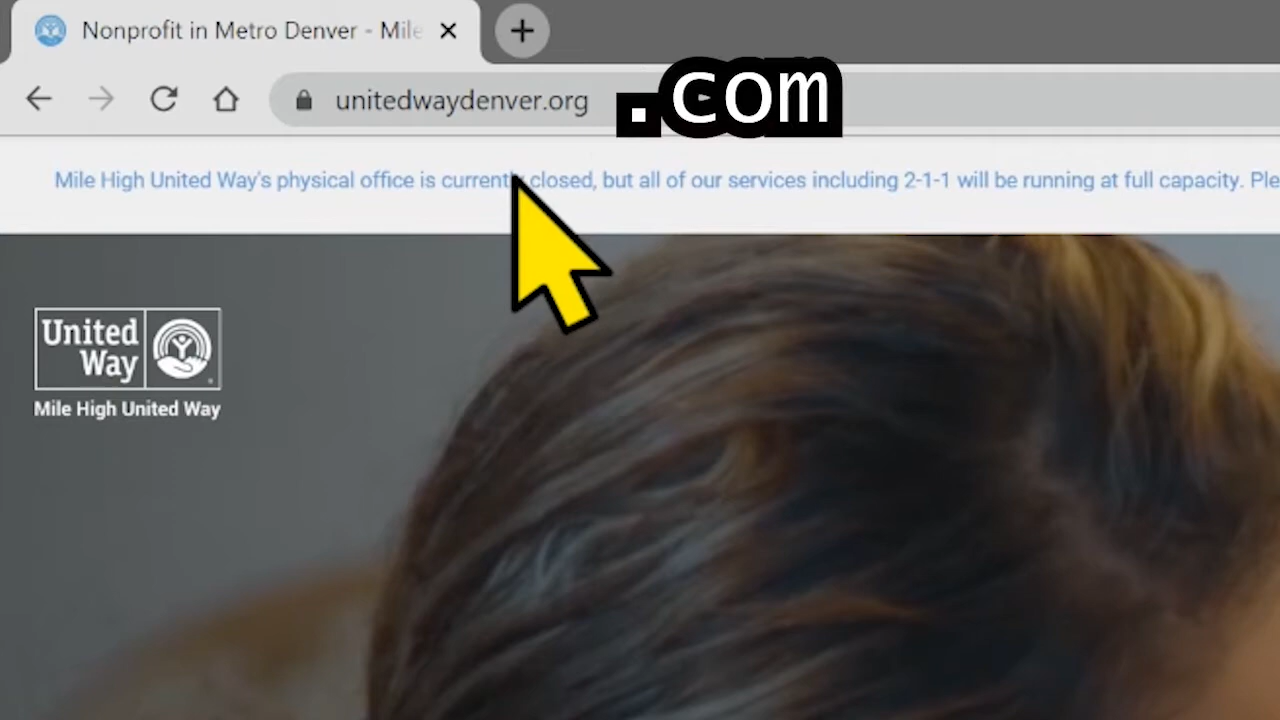 Nonprofit in Metro Denver - Mile
unitedwaydenver.org
.com
Mile High United Way's physical office is currently closed, but all of our services including 2-1-1 will be running at full capacity. Ple
United
Way
Mile High United Way